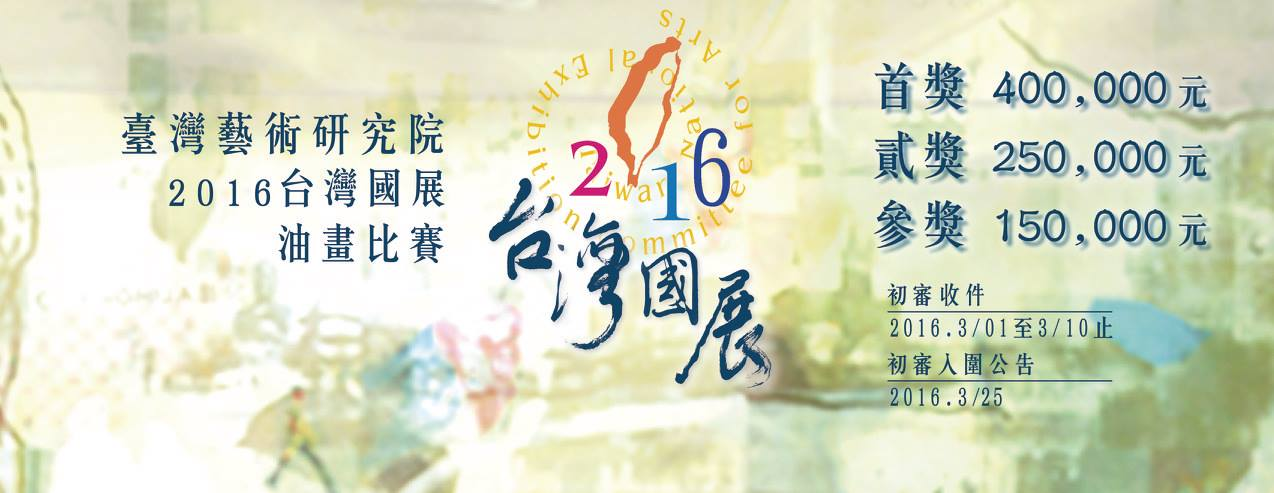 臺灣藝術研究院
2016台灣國展
油畫比賽
Taiwan National Exhibition Committee for Arts
2 16
台灣國展
首獎 400,000元
貳獎 250,000元
參獎 150,000元
初審收件
2016.3/01至3/10止
初審入圍公告
2016.3/25